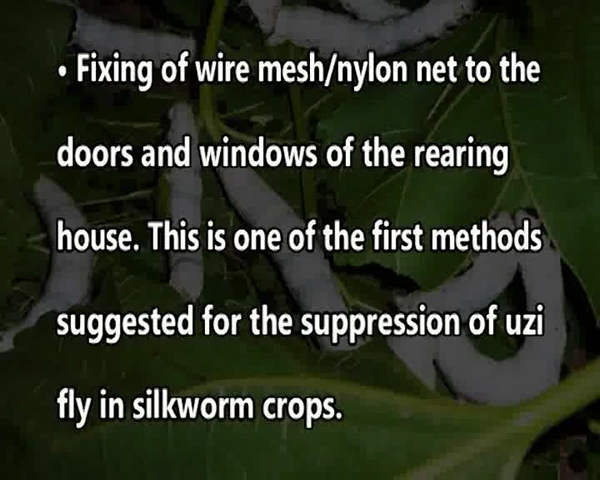 • Fixing of wire mesh/nylon net to the
doors and windows of the rearing
house. This is one of the first methods
suggested for the suppression of uzi
fly in silkworm crops.